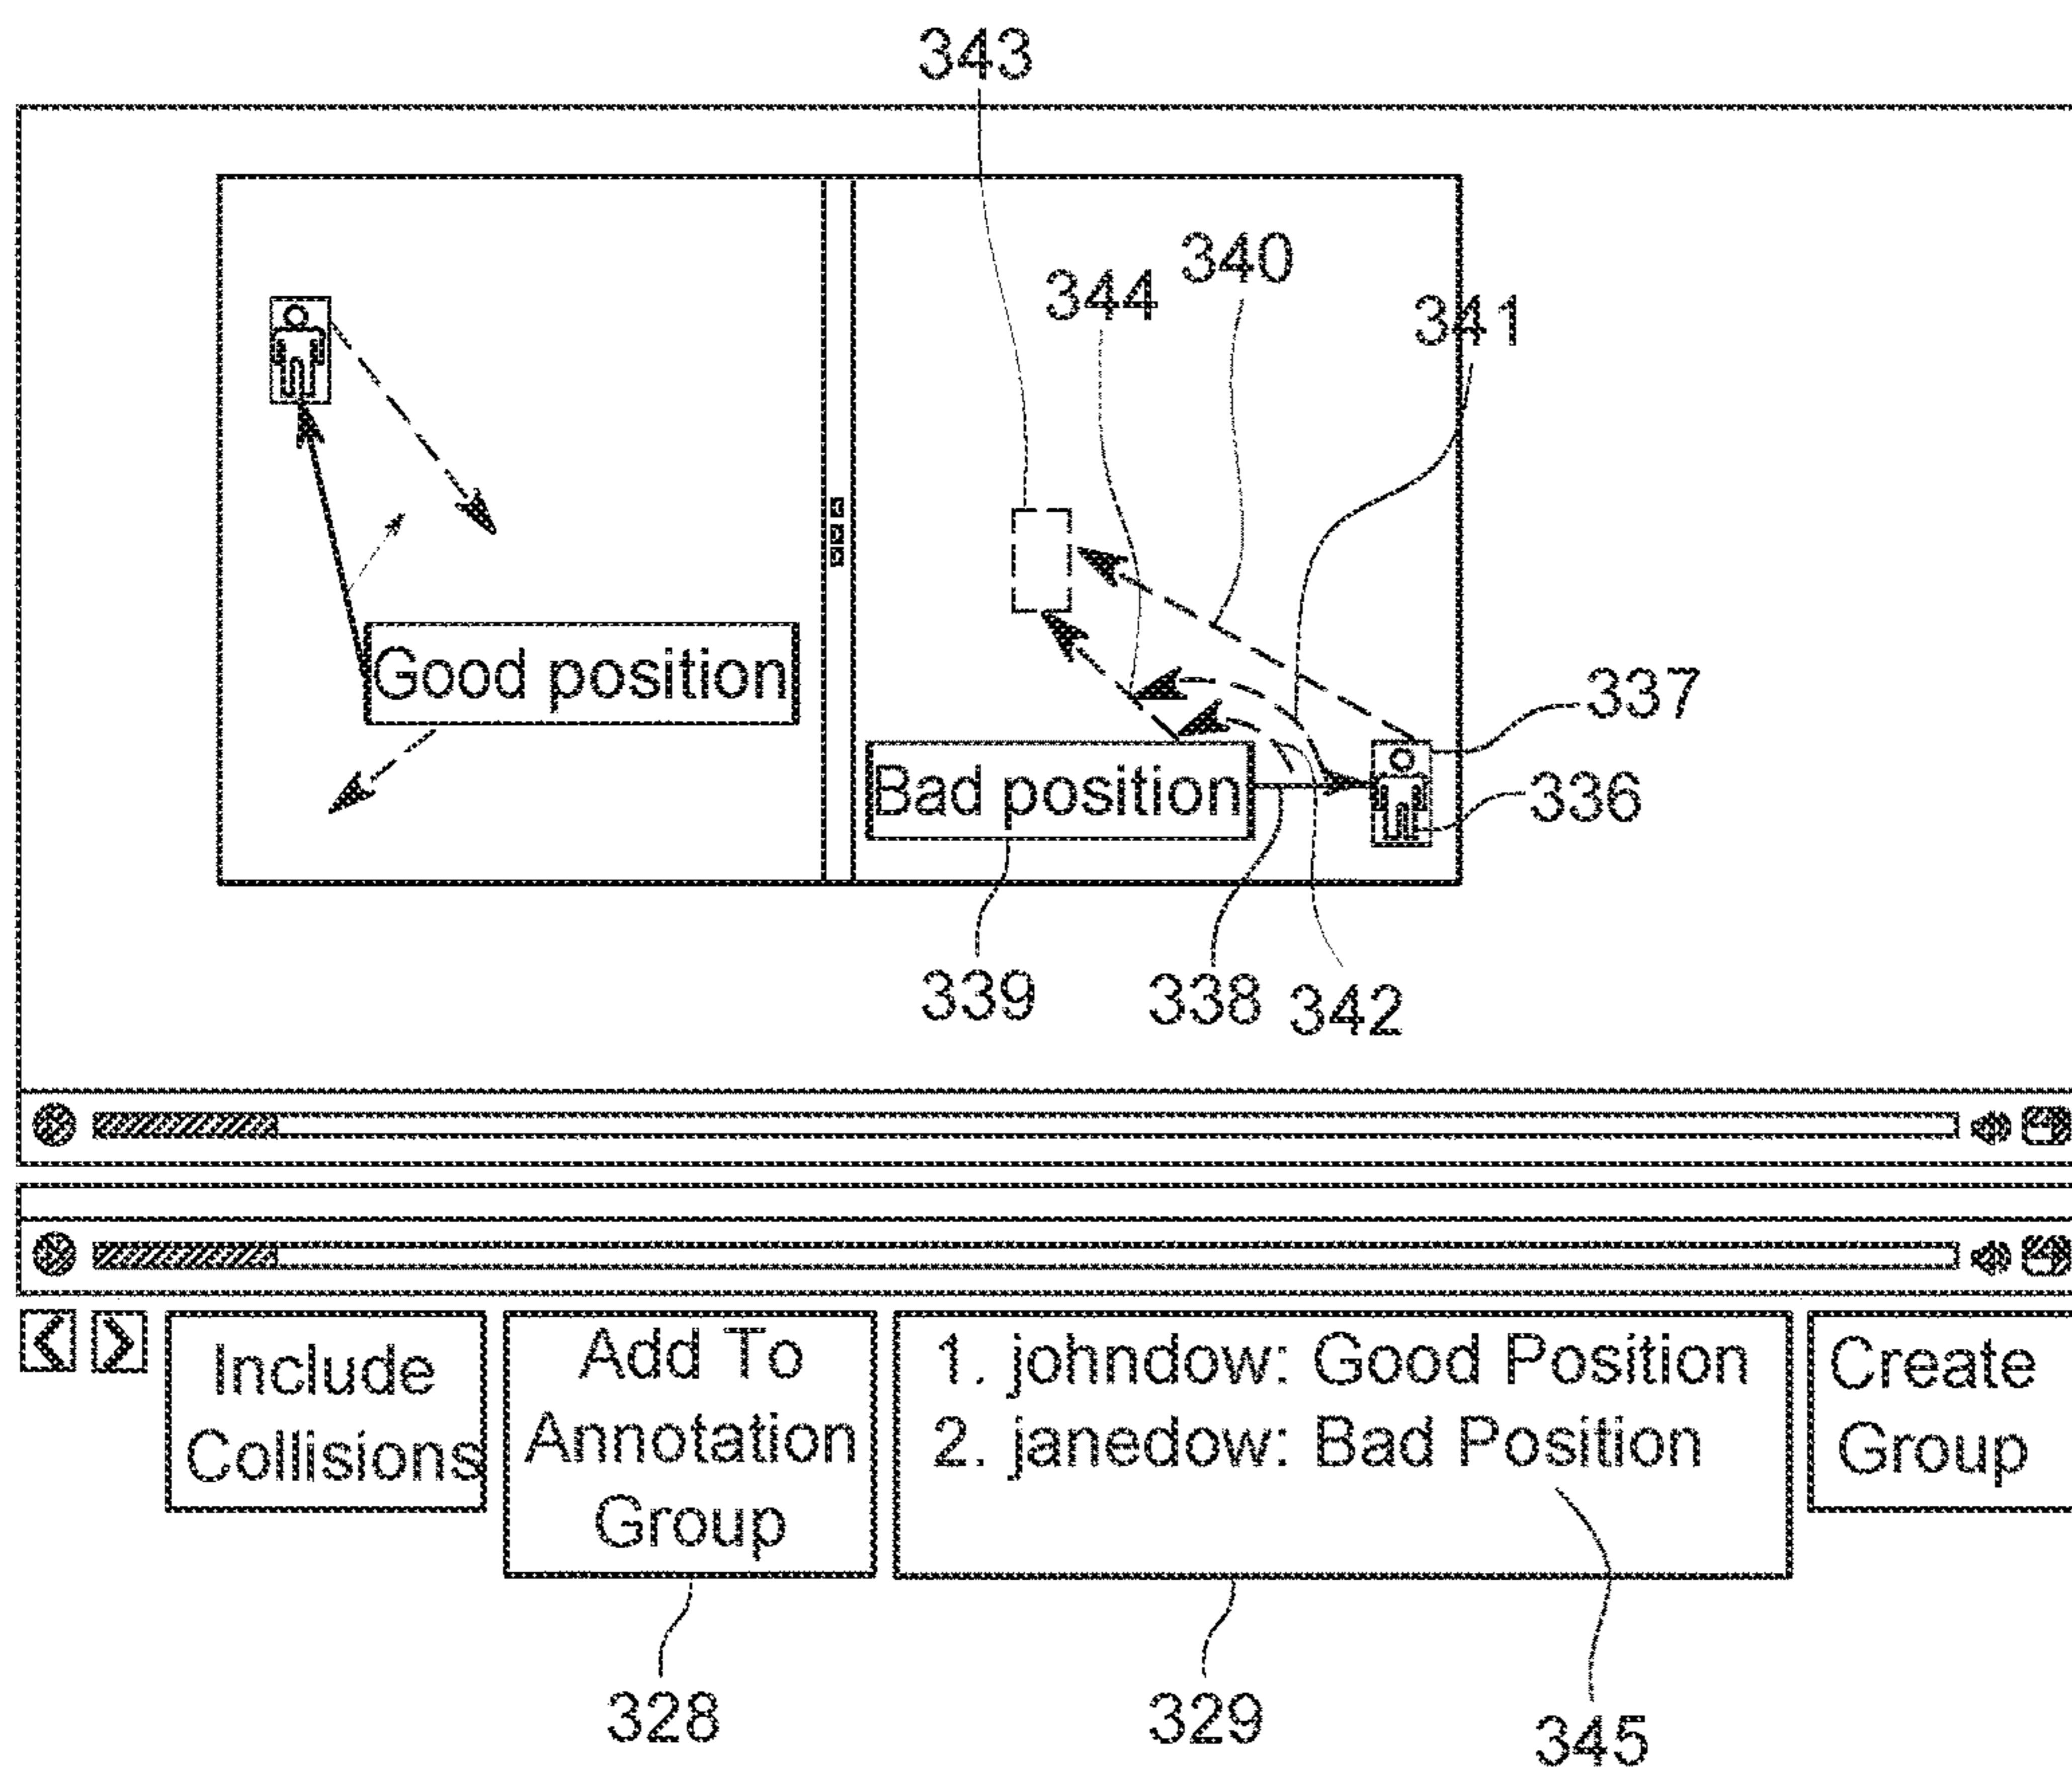 343
340
344
341
Good position
337
Bad position
336
339
338
342
Include
Collisions
Add To
Annotation
Group
1. johndow: Good Position
2. janedow: Bad Position
Create
Group
328
329
345